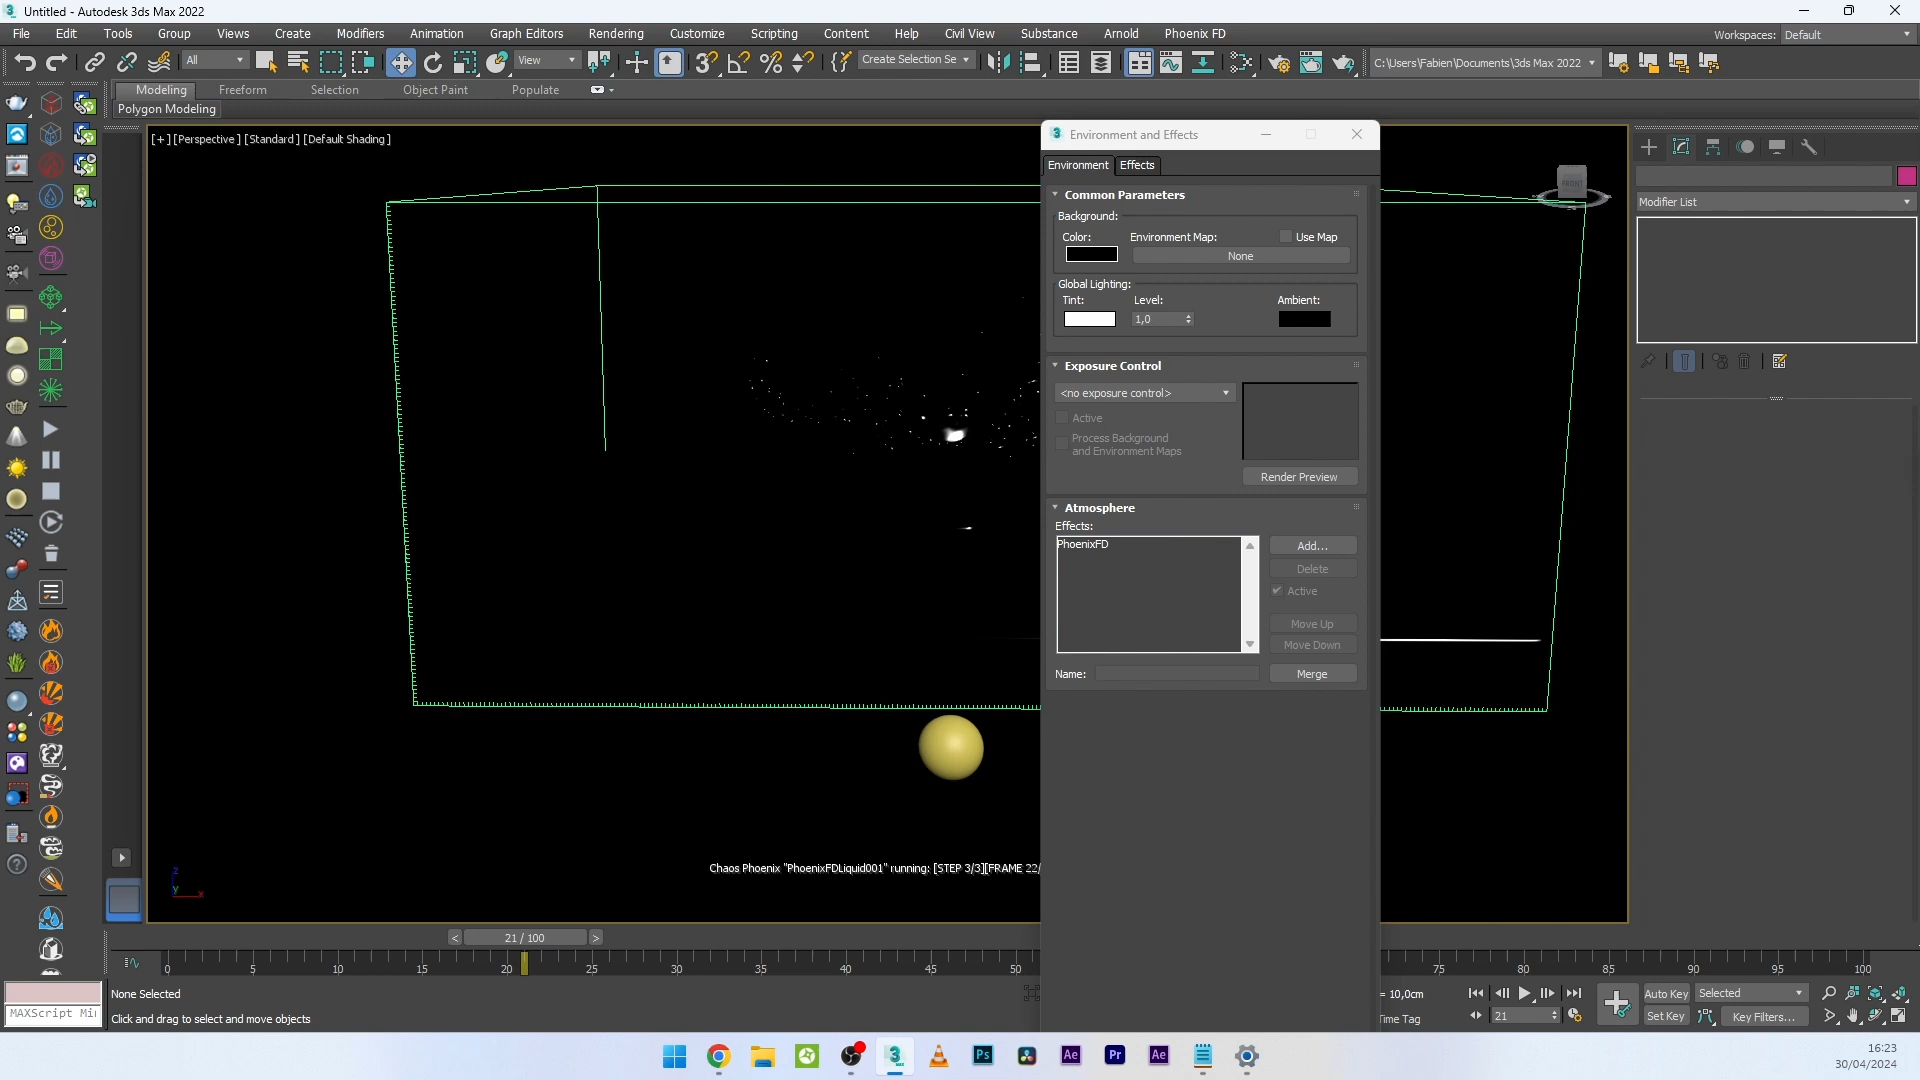 Untitled - Autodesk 3ds Max 2022
File Edit Tools Group Views Create Modifiers Animation Graph Editors Rendering Customize Scripting Content Help Civil View Substance Arnold Phoenix FD
Workspaces: Default
All
View
Create Selection Se
C:\Users\Fabien\Documents\3ds Max 2022
Modeling Freeform Selection Object Paint Populate
Polygon Modeling
[+] [Perspective] [Standard] [Default Shading]
FRONT
Modifier List
Environment and Effects
Environment Effects
Common Parameters
Background:
Color: Environment Map: Use Map
None
Global Lighting:
Tint: Level: Ambient:
1,0
Exposure Control
<no exposure control>
Active
Process Background
and Environment Maps
Render Preview
Atmosphere
Effects:
PhoenixFD
Add...
Delete
Active
Move Up
Move Down
Name: Merge
Chaos Phoenix "PhoenixFDLiquid001" running: [STEP 3/3][FRAME 22/
z
y
x
< 21 / 100 >
0 5 10 15 20 25 30 35 40 45 50 75 80 85 90 95 100
None Selected
= 10,0cm
Auto Key Selected
MAXScript Mi
Click and drag to select and move objects
Time Tag
21
Set Key Key Filters...
Ps Ae Pr Ae
16:23
30/04/2024